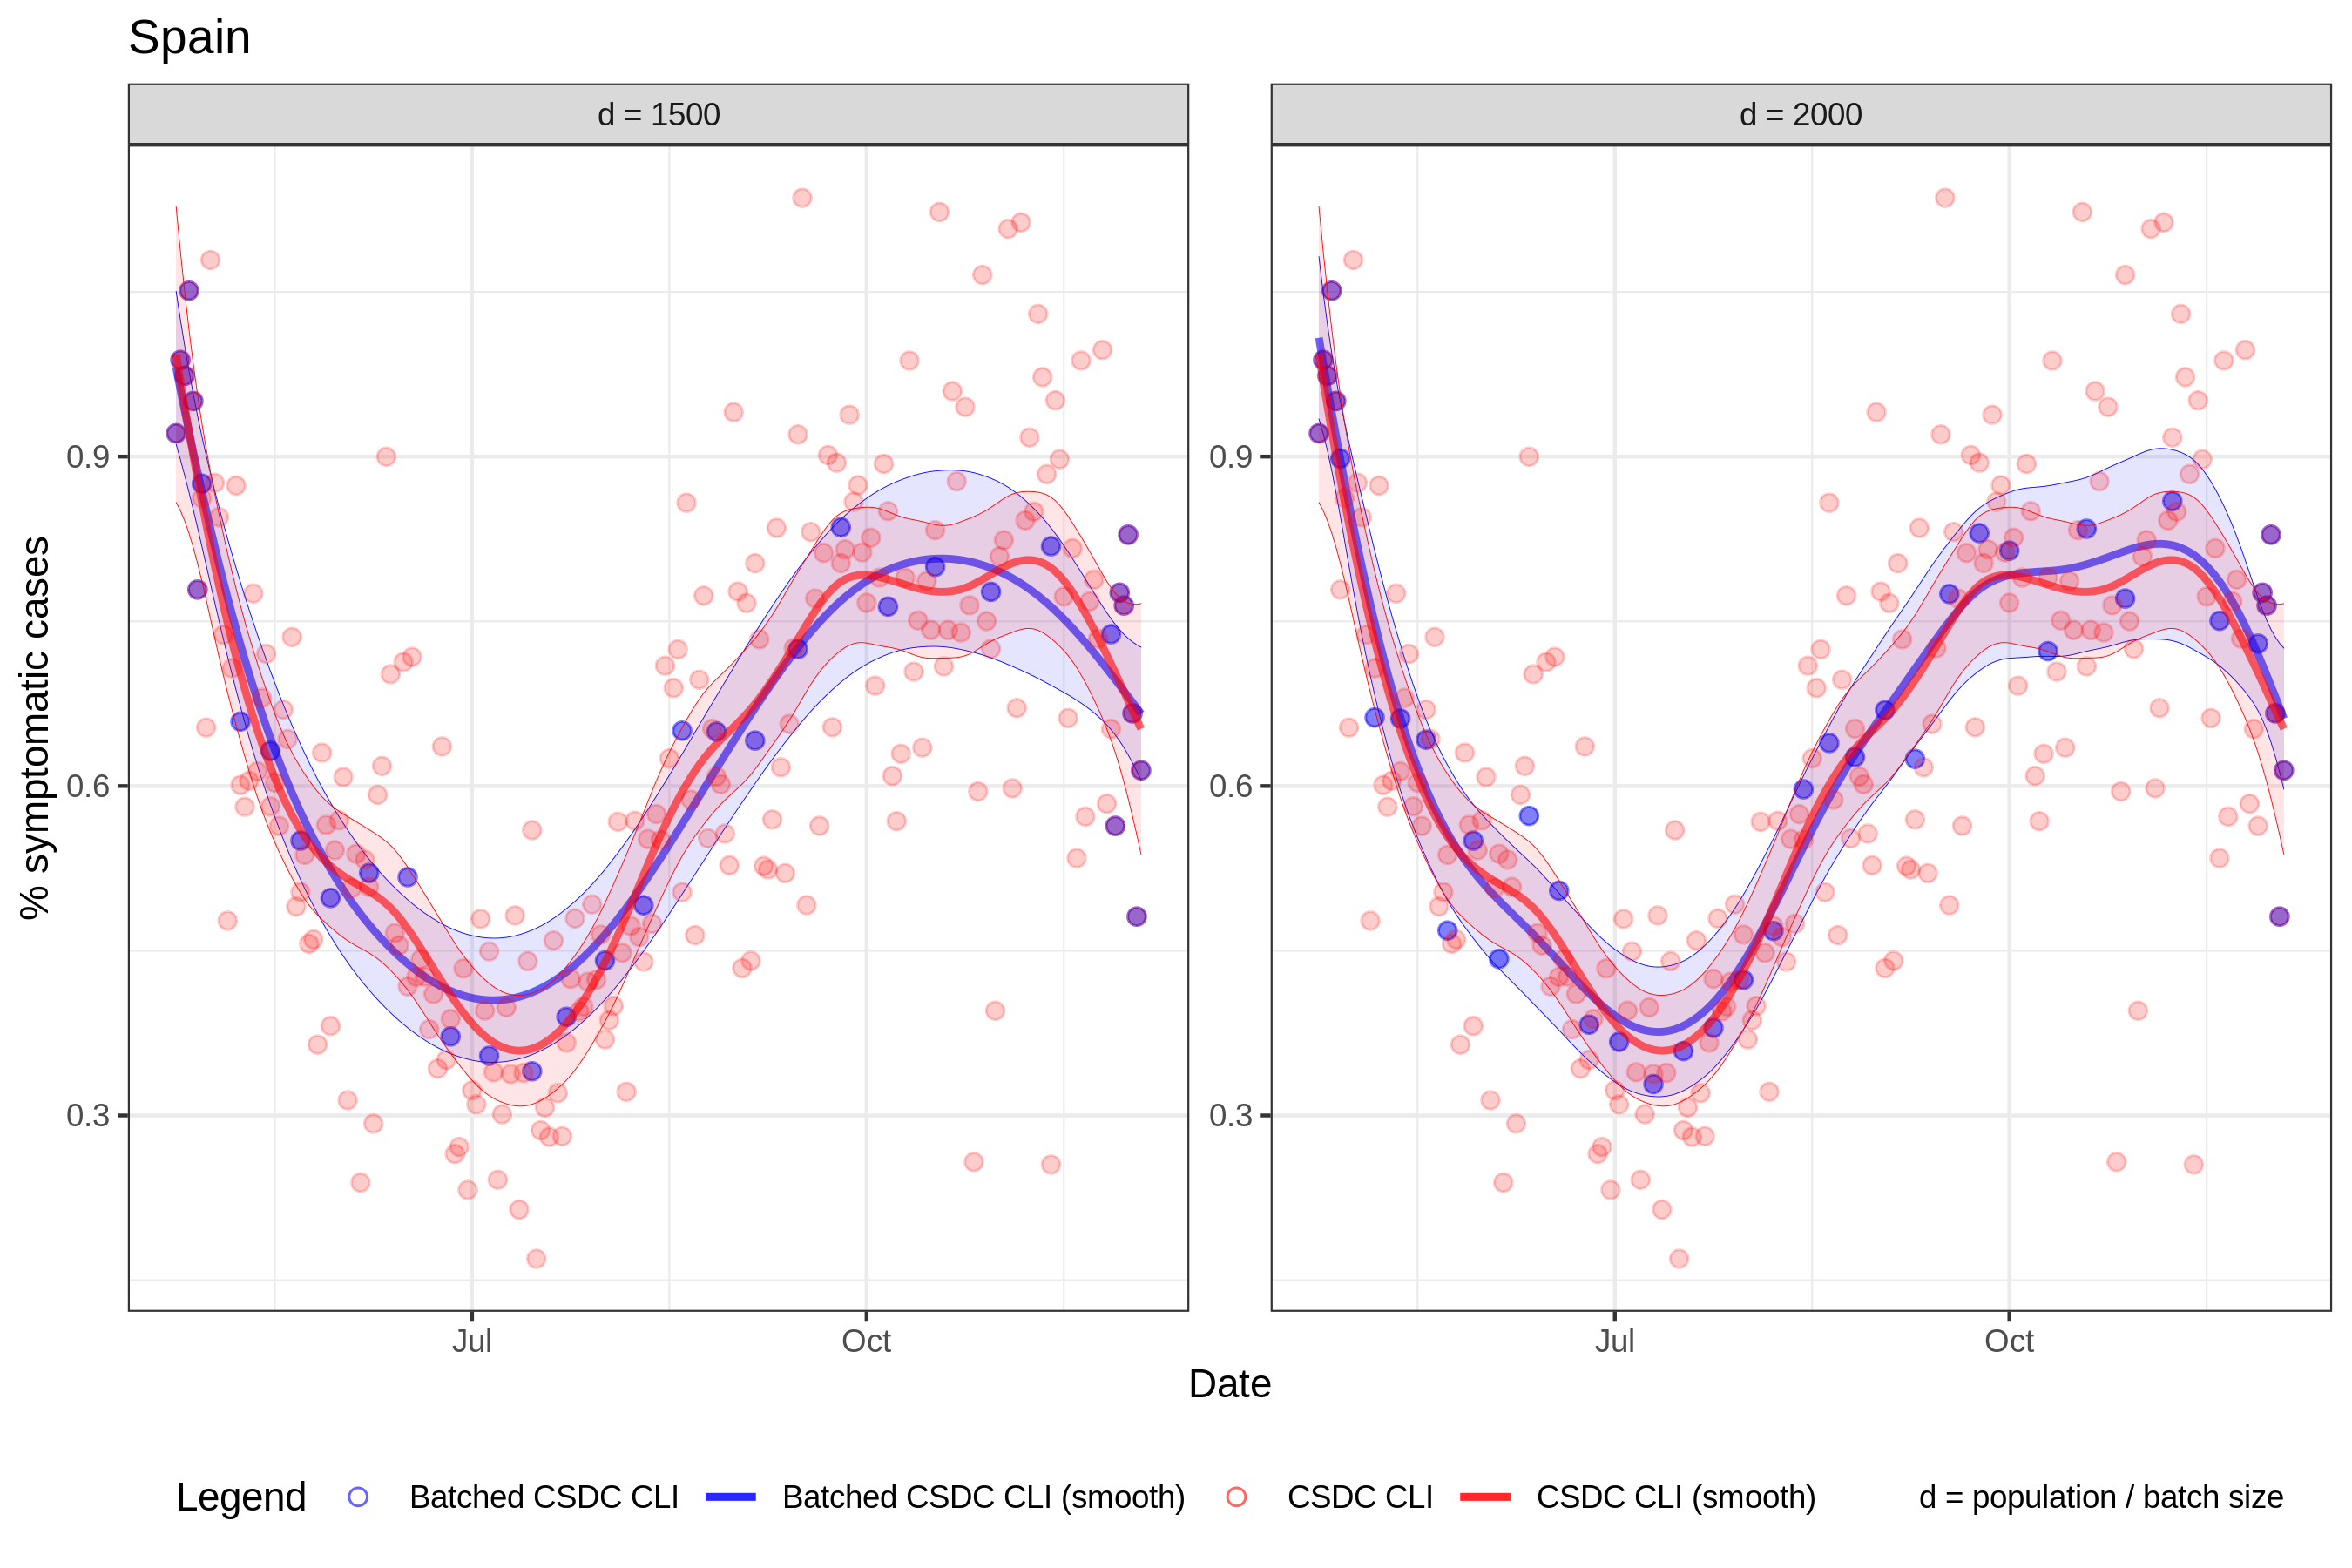 Spain
d = 1500
d = 2000
% symptomatic cases
0.9
0.6
0.3
0.9
0.6
0.3
Jul
Oct
Jul
Oct
Date
Legend
Batched CSDC CLI
Batched CSDC CLI (smooth)
CSDC CLI
CSDC CLI (smooth)
d = population / batch size